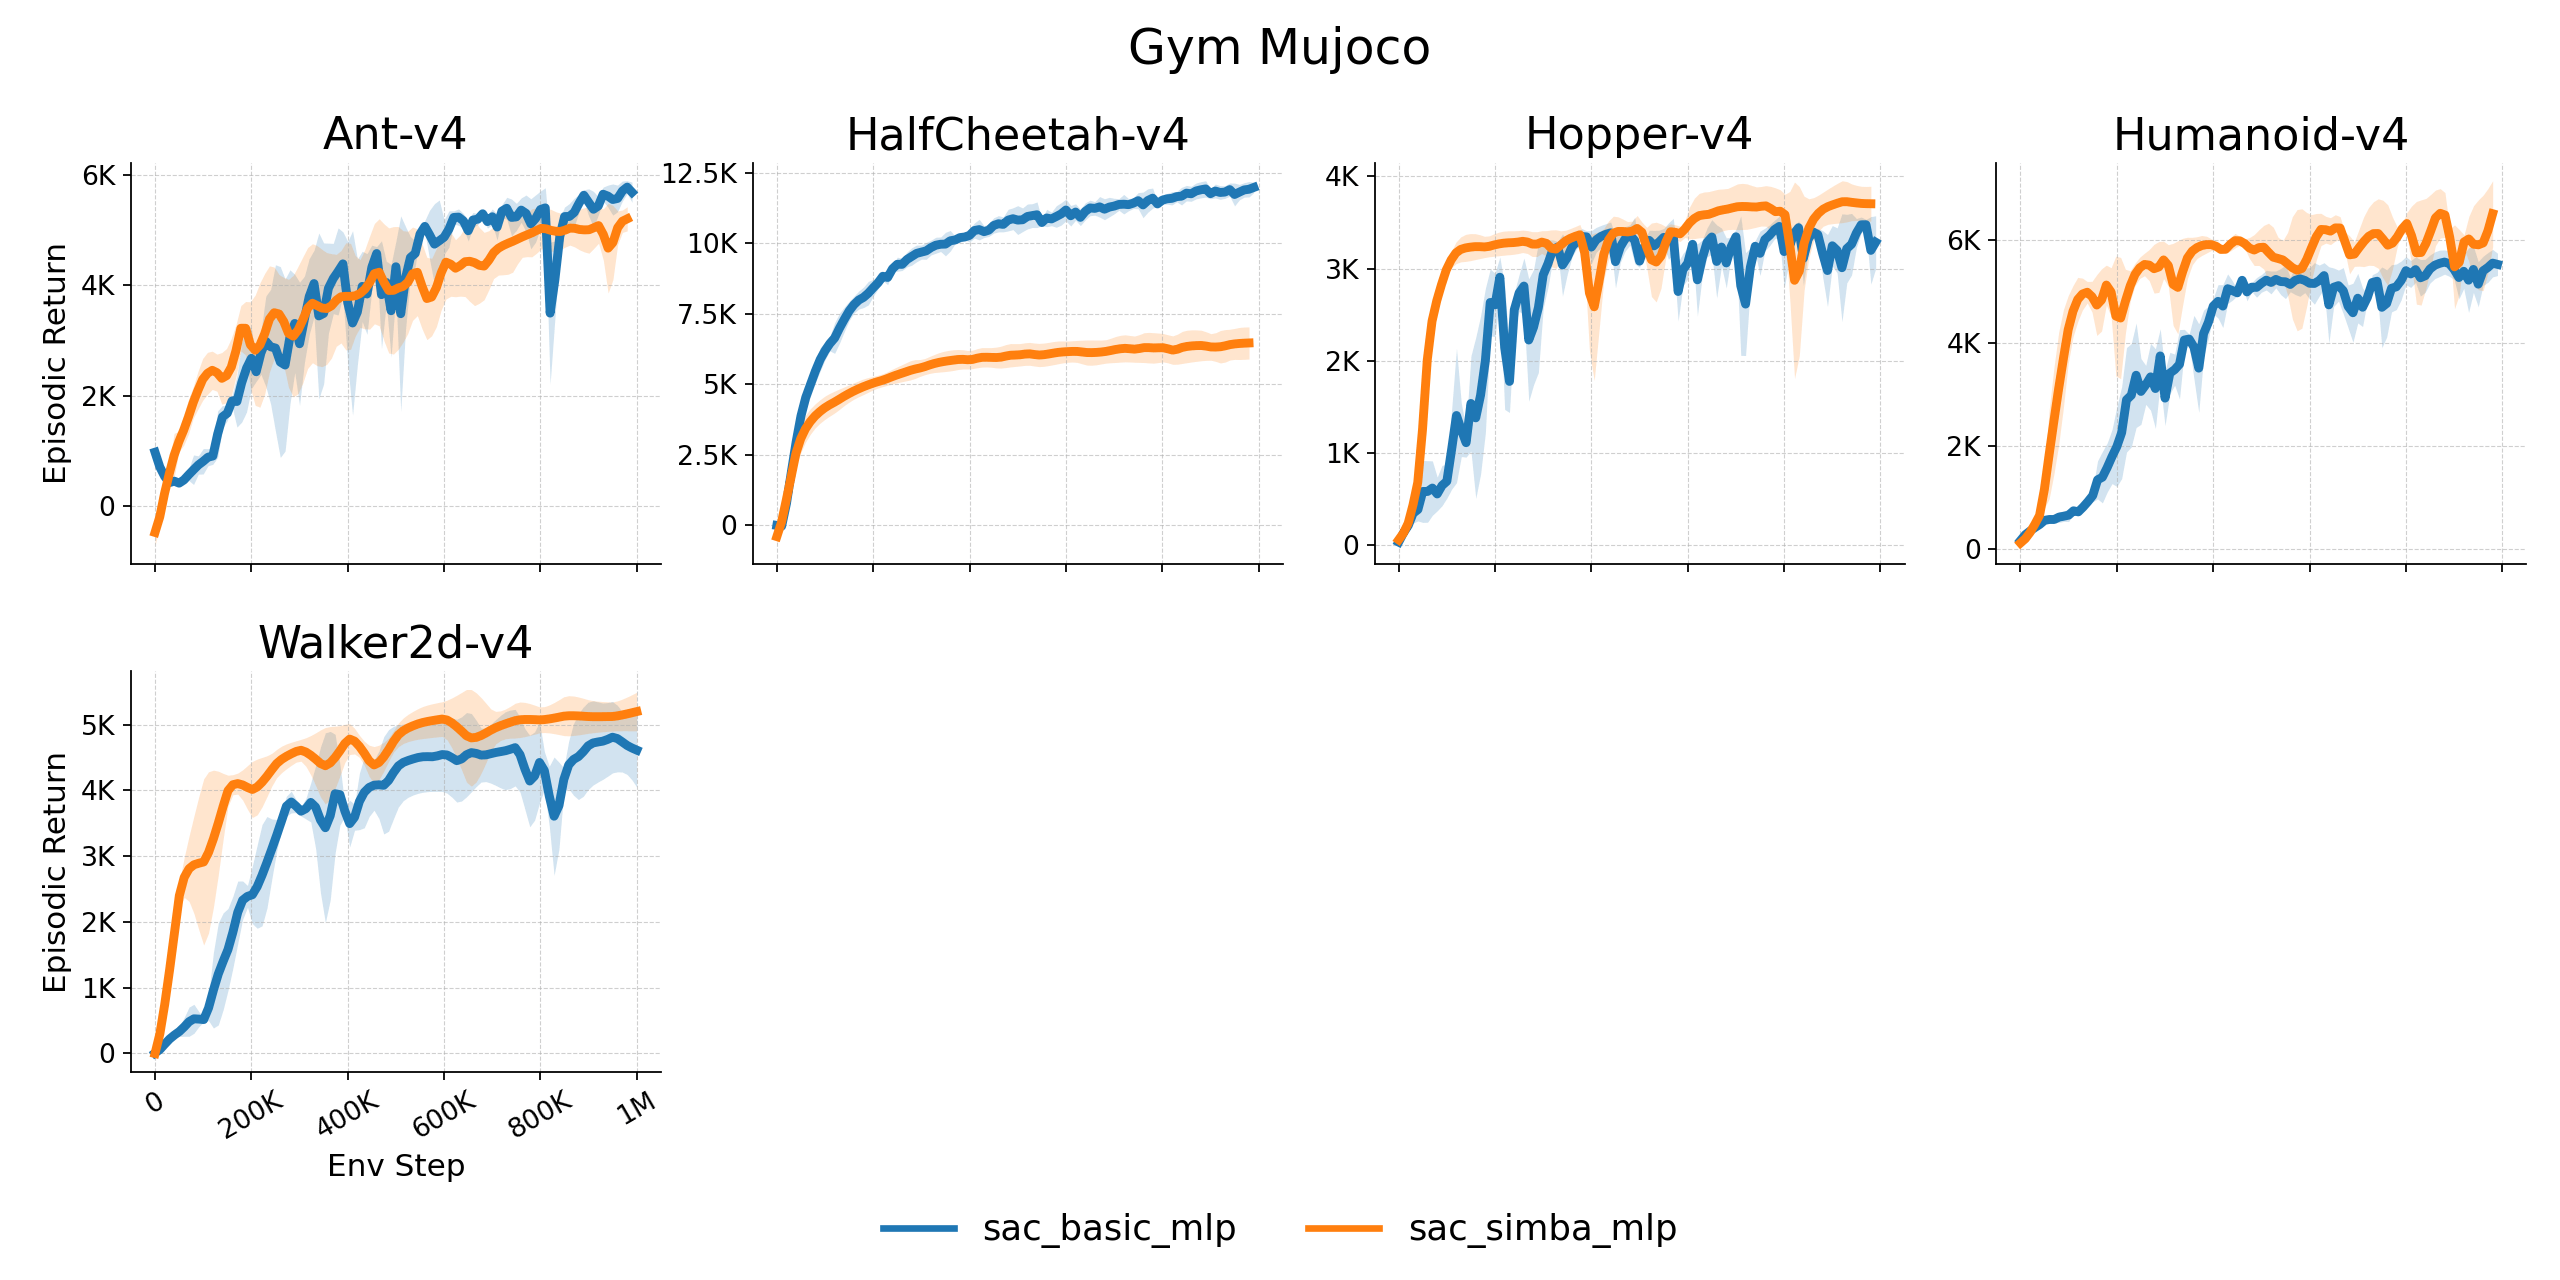 Gym Mujoco
Ant-v4
HalfCheetah-v4
Hopper-v4
Humanoid-v4
Episodic Return
6K
4K
2K
0
12.5K
10K
7.5K
5K
2.5K
0
4K
3K
2K
1K
0
6K
4K
2K
0
Walker2d-v4
Episodic Return
5K
4K
3K
2K
1K
0
0
200K
400K
600K
800K
1M
Env Step
sac_basic_mlp
sac_simba_mlp